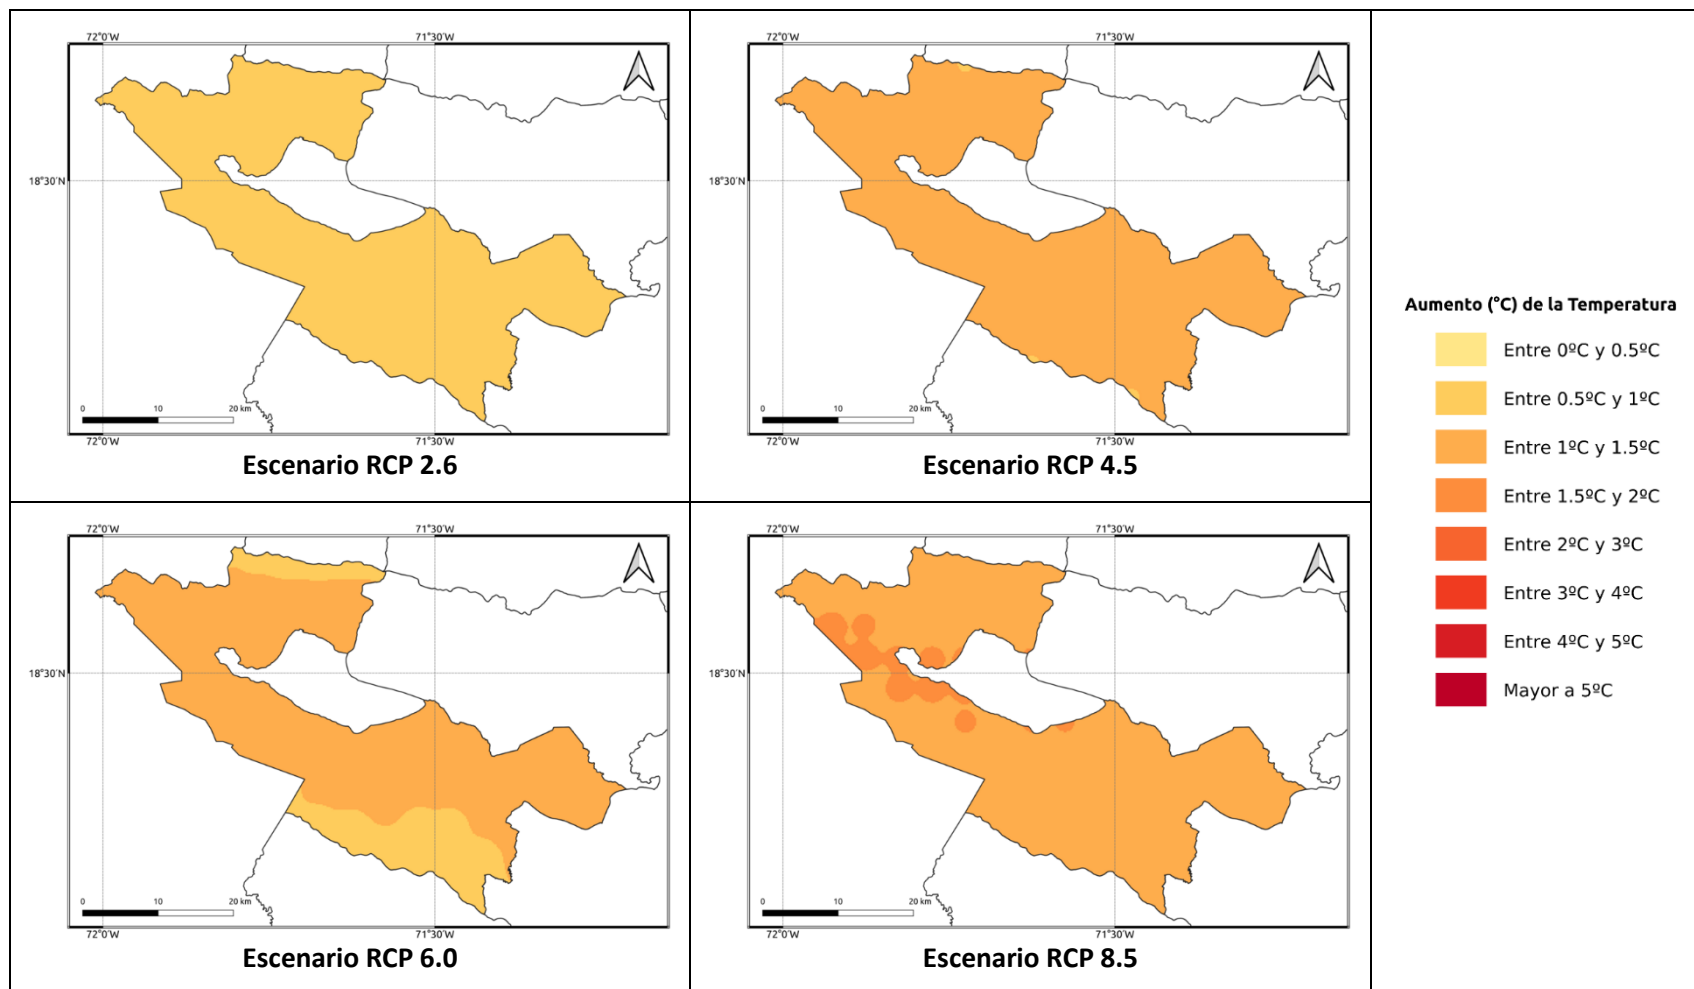 72°0'W 71°30'W
18°30'N
0 10 20 km
72°0'W 71°30'W
Escenario RCP 2.6
72°0'W 71°30'W
18°30'N
0 10 20 km
72°0'W 71°30'W
Escenario RCP 4.5
72°0'W 71°30'W
18°30'N
0 10 20 km
72°0'W 71°30'W
Escenario RCP 6.0
72°0'W 71°30'W
18°30'N
0 10 20 km
72°0'W 71°30'W
Escenario RCP 8.5
Aumento (°C) de la Temperatura
Entre 0ºC y 0.5ºC
Entre 0.5ºC y 1ºC
Entre 1ºC y 1.5ºC
Entre 1.5ºC y 2ºC
Entre 2ºC y 3ºC
Entre 3ºC y 4ºC
Entre 4ºC y 5ºC
Mayor a 5ºC